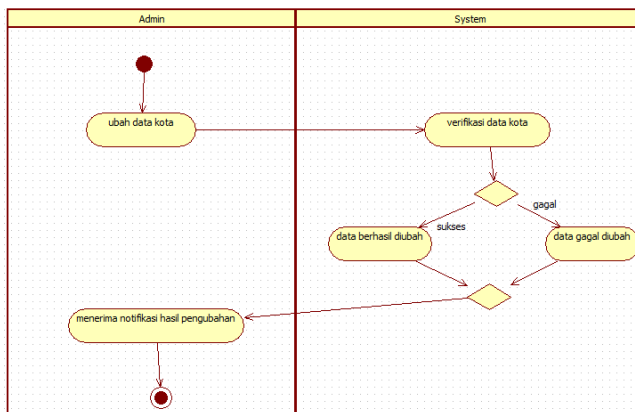 Admin
System
ubah data kota
verifikasi data kota
gagal
sukses
data berhasil diubah
data gagal diubah
menerima notifikasi hasil pengubahan